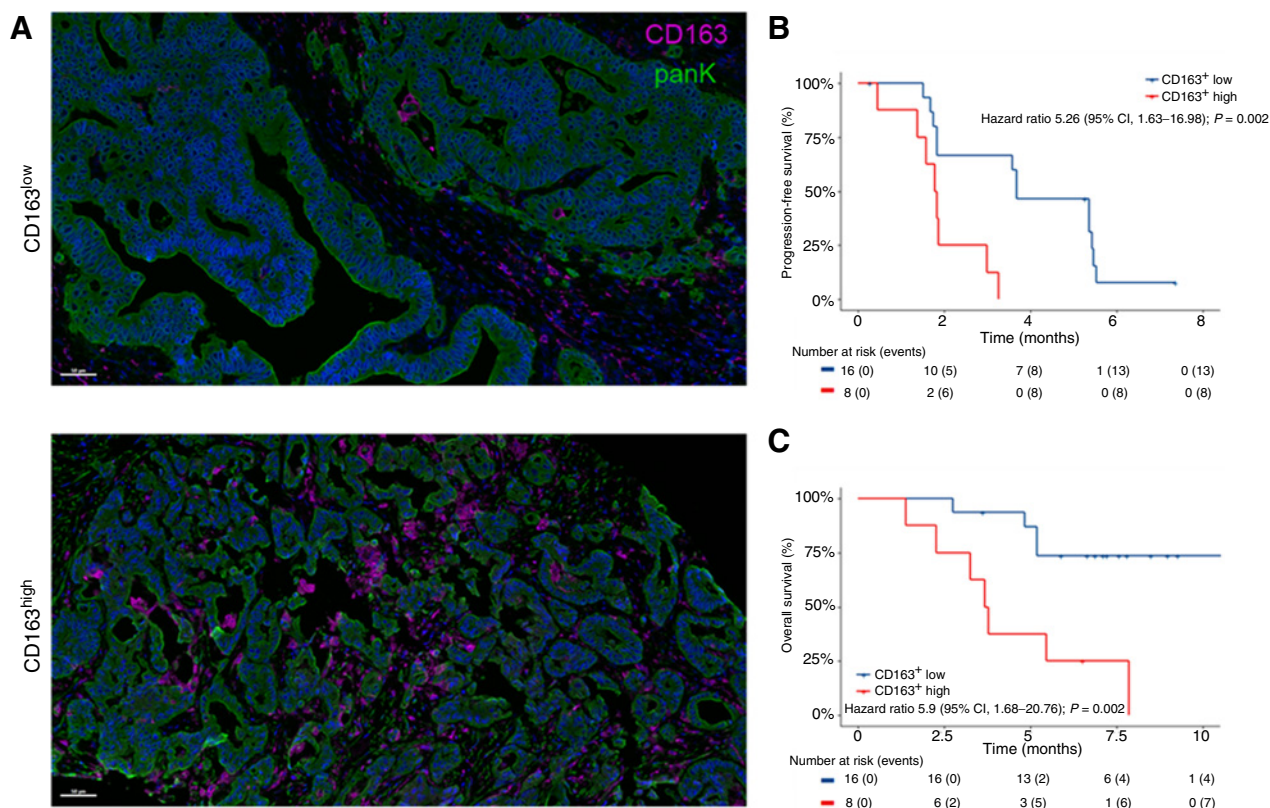 A
CD163
panK
CD163low
50 µm
CD163high
50 µm
B
CD163+ low
CD163+ high
Hazard ratio 5.26 (95% CI, 1.63–16.98); P = 0.002
Progression-free survival (%)
100%
75%
50%
25%
0%
0 2 4 6 8
Time (months)
Number at risk (events)
16 (0) 10 (5) 7 (8) 1 (13) 0 (13)
8 (0) 2 (6) 0 (8) 0 (8) 0 (8)
C
Overall survival (%)
100%
75%
50%
25%
0%
CD163+ low
CD163+ high
Hazard ratio 5.9 (95% CI, 1.68–20.76); P = 0.002
0 2.5 5 7.5 10
Time (months)
Number at risk (events)
16 (0) 16 (0) 13 (2) 6 (4) 1 (4)
8 (0) 6 (2) 3 (5) 1 (6) 0 (7)